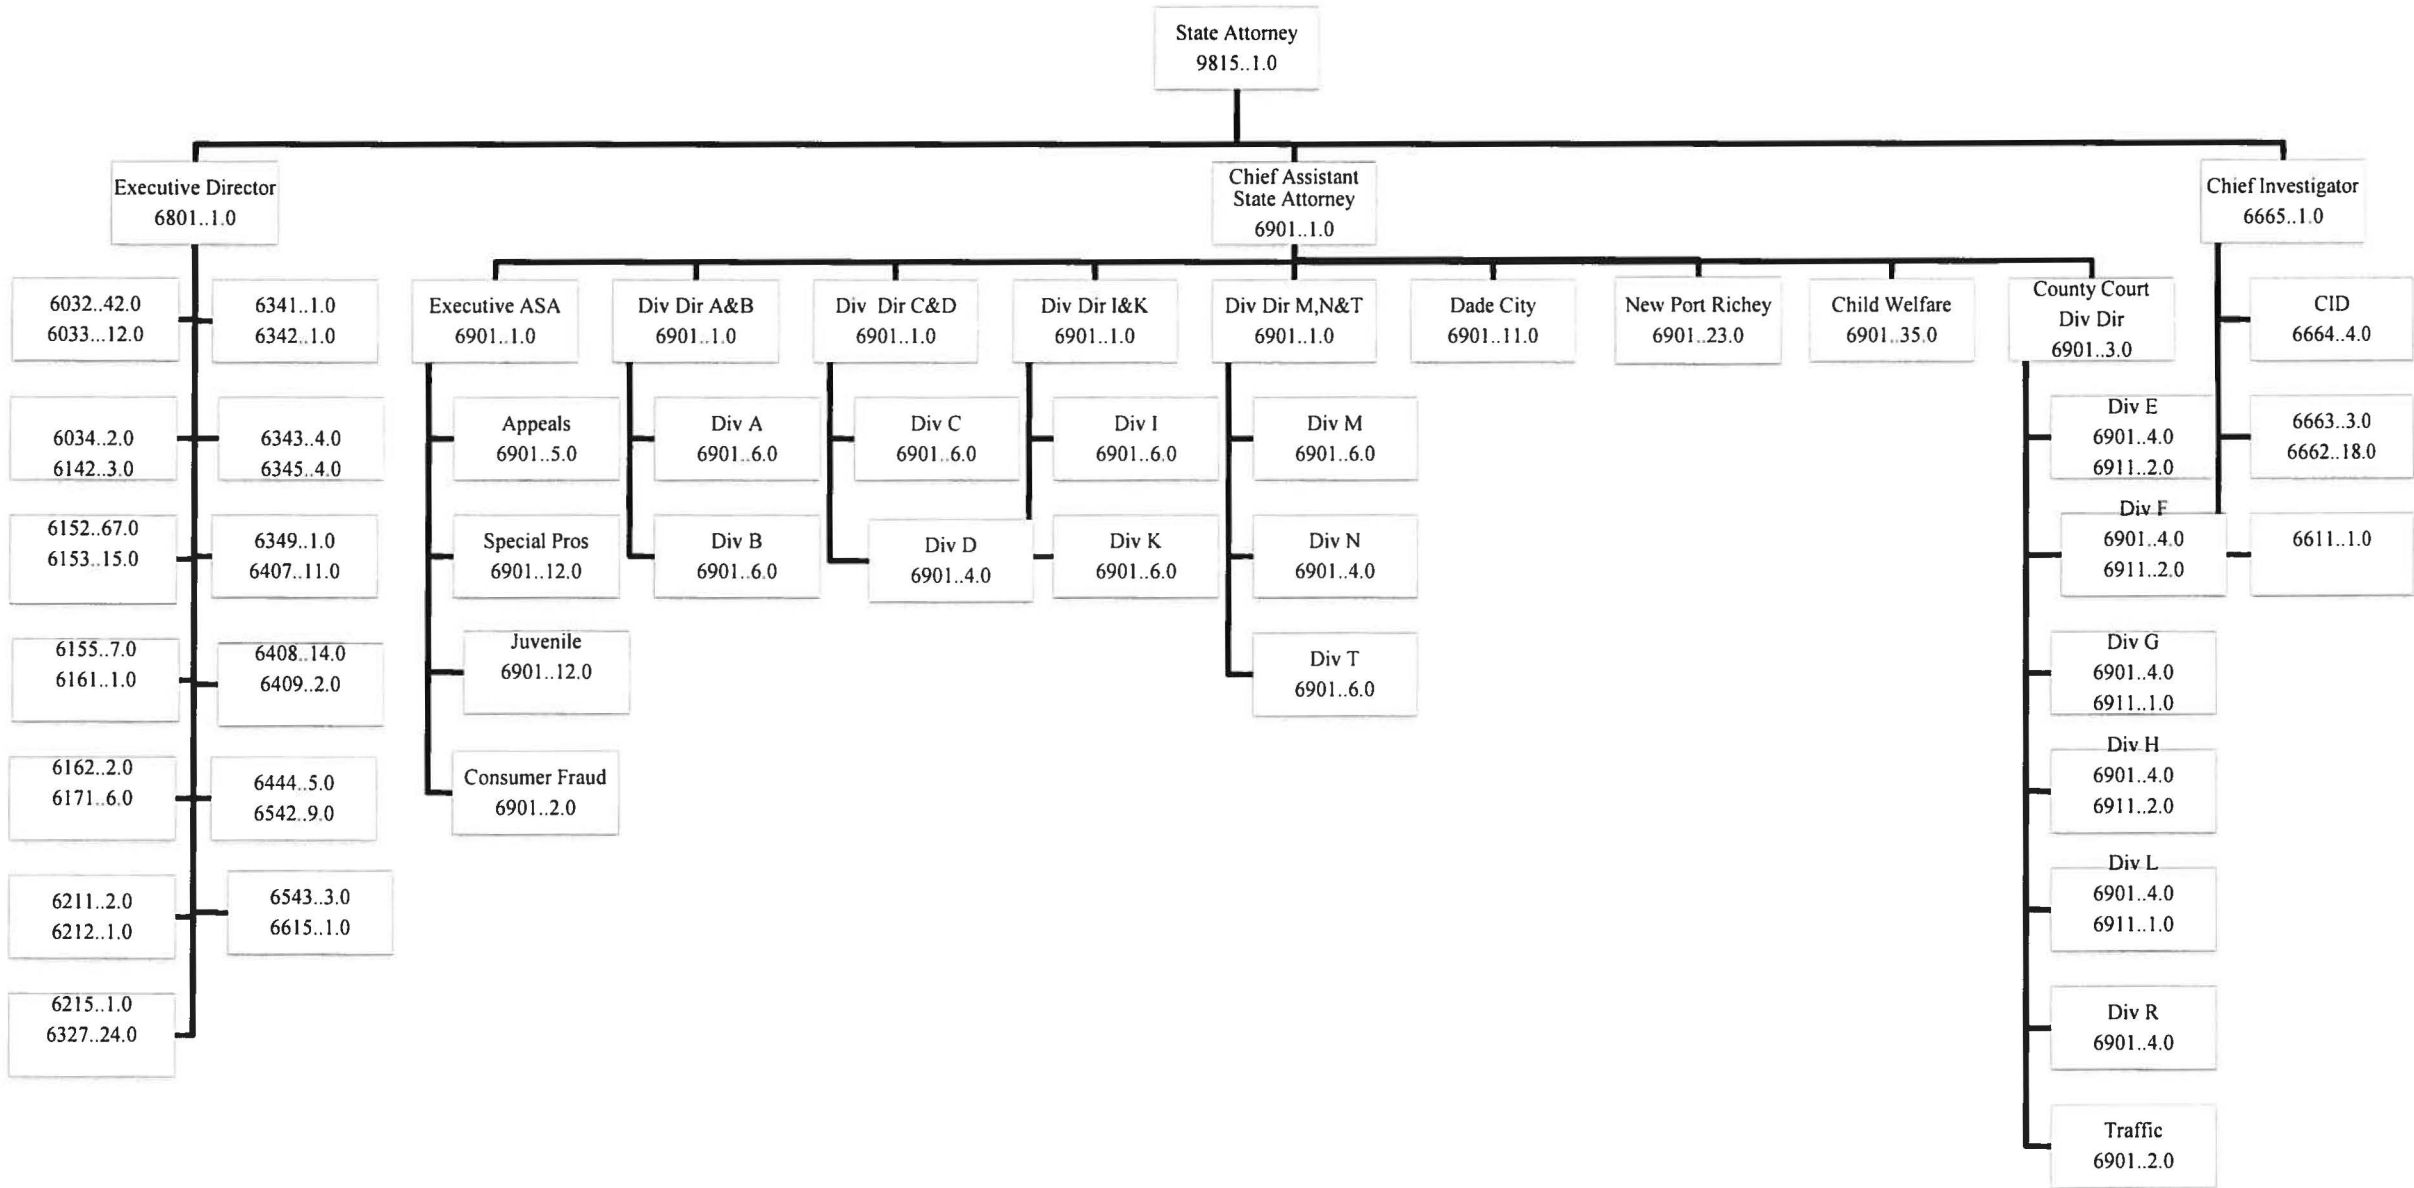 State Attorney
9815..1.0
Executive Director
6801..1.0
Chief Assistant
State Attorney
6901..1.0
Chief Investigator
6665..1.0
6032..42.0
6033...12.0
6341..1.0
6342..1.0
6034..2.0
6142..3.0
6343..4.0
6345..4.0
6152..67.0
6153..15.0
6349..1.0
6407..11.0
6155..7.0
6161..1.0
6408..14.0
6409..2.0
6162..2.0
6171..6.0
6444..5.0
6542..9.0
6211..2.0
6212..1.0
6543..3.0
6615..1.0
6215..1.0
6327..24.0
Executive ASA
6901..1.0
Appeals
6901..5.0
Special Pros
6901..12.0
Juvenile
6901..12.0
Consumer Fraud
6901..2.0
Div Dir A&B
6901..1.0
Div A
6901..6.0
Div B
6901..6.0
Div Dir C&D
6901..1.0
Div C
6901..6.0
Div D
6901..4.0
Div Dir I&K
6901..1.0
Div I
6901..6.0
Div K
6901..6.0
Div Dir M,N&T
6901..1.0
Div M
6901..6.0
Div N
6901..4.0
Div T
6901..6.0
Dade City
6901..11.0
New Port Richey
6901..23.0
Child Welfare
6901..35.0
County Court
Div Dir
6901..3.0
Div E
6901..4.0
6911..2.0
Div F
6901..4.0
6911..2.0
Div G
6901..4.0
6911..1.0
Div H
6901..4.0
6911..2.0
Div L
6901..4.0
6911..1.0
Div R
6901..4.0
Traffic
6901..2.0
CID
6664..4.0
6663..3.0
6662..18.0
6611..1.0